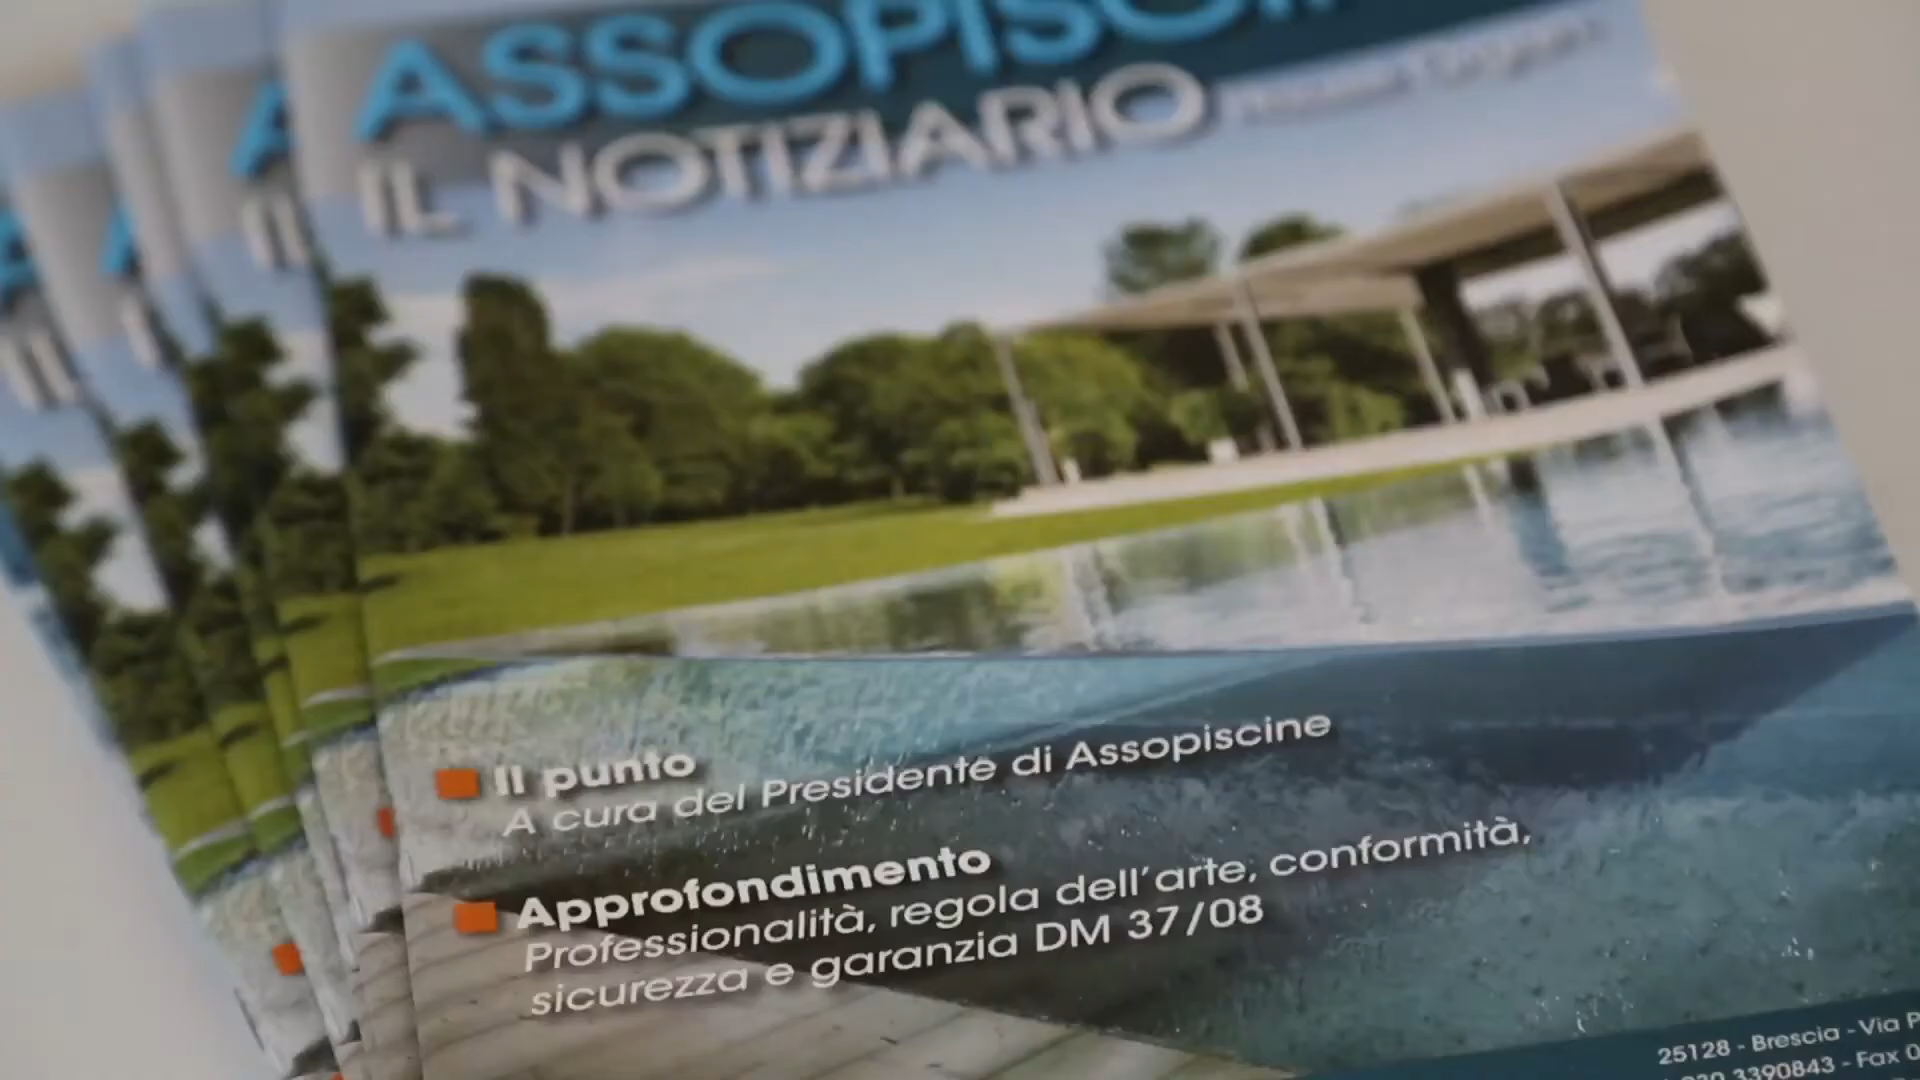 ASSOPISCI
IL NOTIZIARIO
Il punto
A cura del Presidente di Assopiscine
Approfondimento
Professionalità, regola dell'arte, conformità,
sicurezza e garanzia DM 37/08
25128 - Brescia - Via P
3390843 - Fax 0